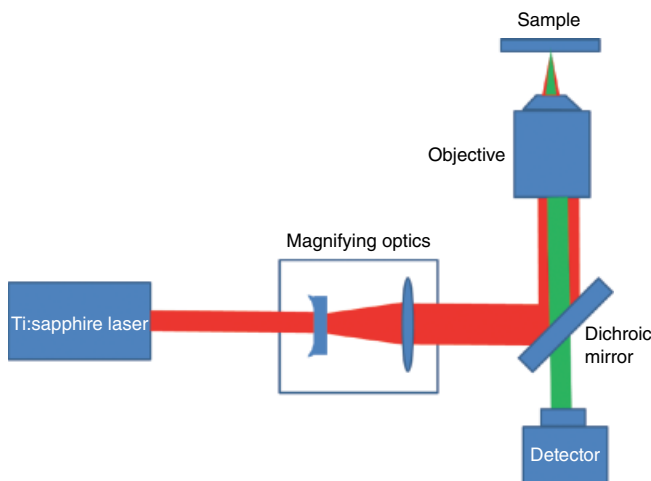 Sample
Objective
Magnifying optics
Ti:sapphire laser
Dichroic
mirror
Detector